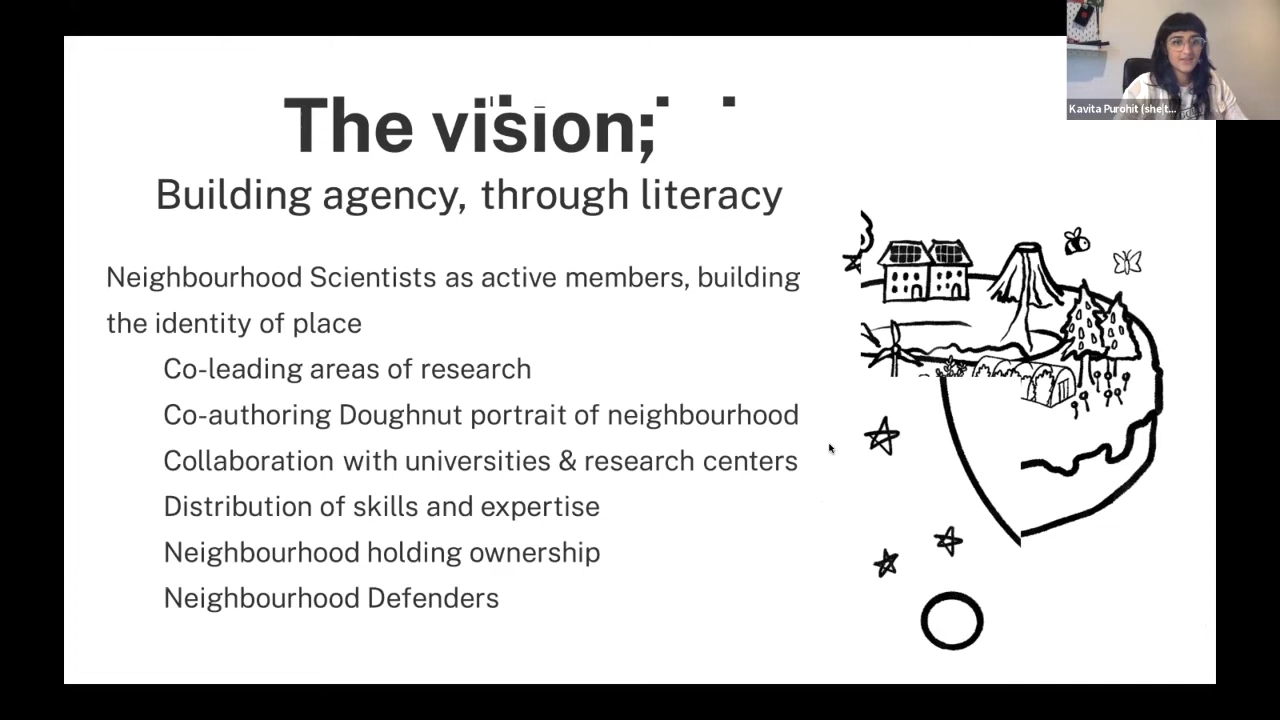 The vision;
Building agency, through literacy
Neighbourhood Scientists as active members, building
the identity of place
Co-leading areas of research
Co-authoring Doughnut portrait of neighbourhood
Collaboration with universities & research centers
Distribution of skills and expertise
Neighbourhood holding ownership
Neighbourhood Defenders
Kavita Purohit (she t...